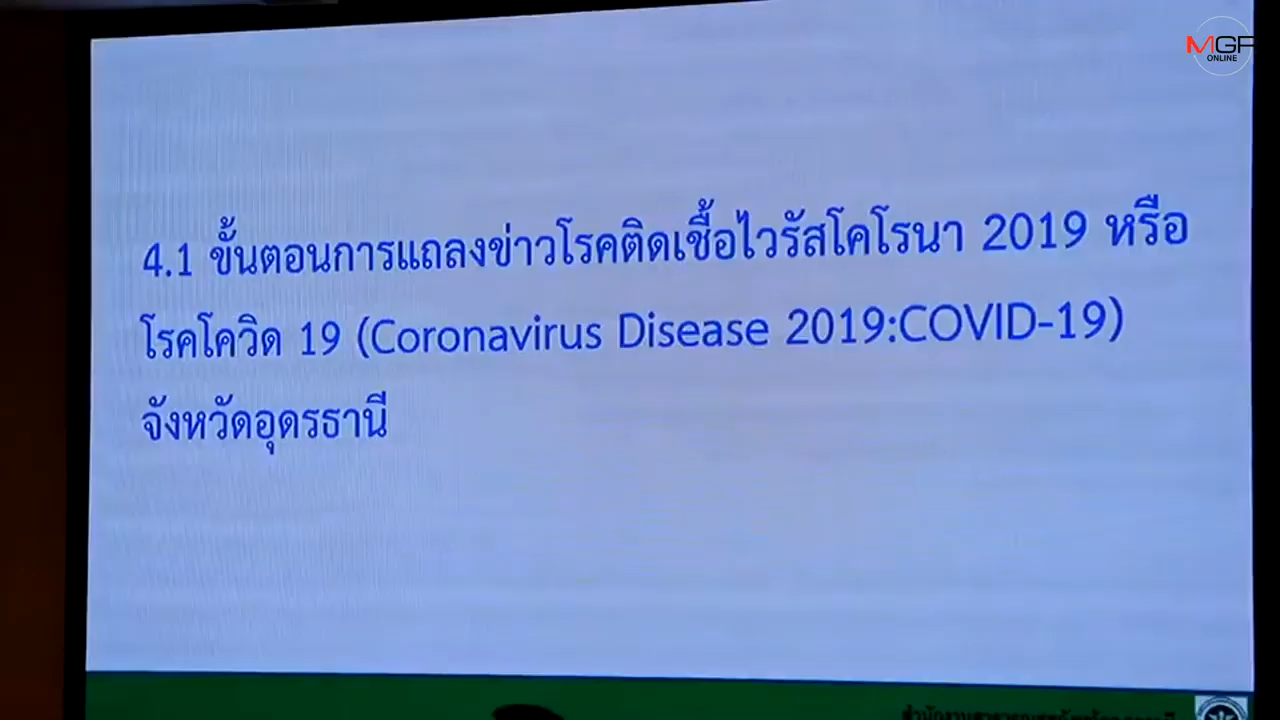 MGR
ONLINE
4.1 ขั้นตอนการแถลงข่าวโรคติดเชื้อไวรัสโคโรนา 2019 หรือ
โรคโควิด 19 (Coronavirus Disease 2019:COVID-19)
จังหวัดอุดรธานี